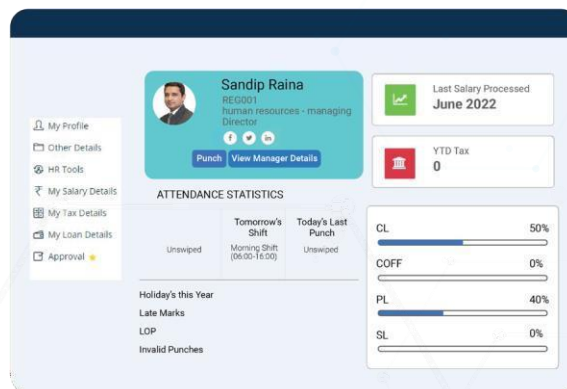 My Profile
Other Details
HR Tools
₹ My Salary Details
My Tax Details
My Loan Details
Approval
Sandip Raina
REG001
human resources - managing
Director
Punch
View Manager Details
Last Salary Processed
June 2022
YTD Tax
0
ATTENDANCE STATISTICS
Tomorrow's
Shift
Today's Last
Punch
Unswiped
Morning Shift
(06:00-16:00)
Unswiped
Holiday's this Year
Late Marks
LOP
Invalid Punches
CL 50%
COFF 0%
PL 40%
SL 0%